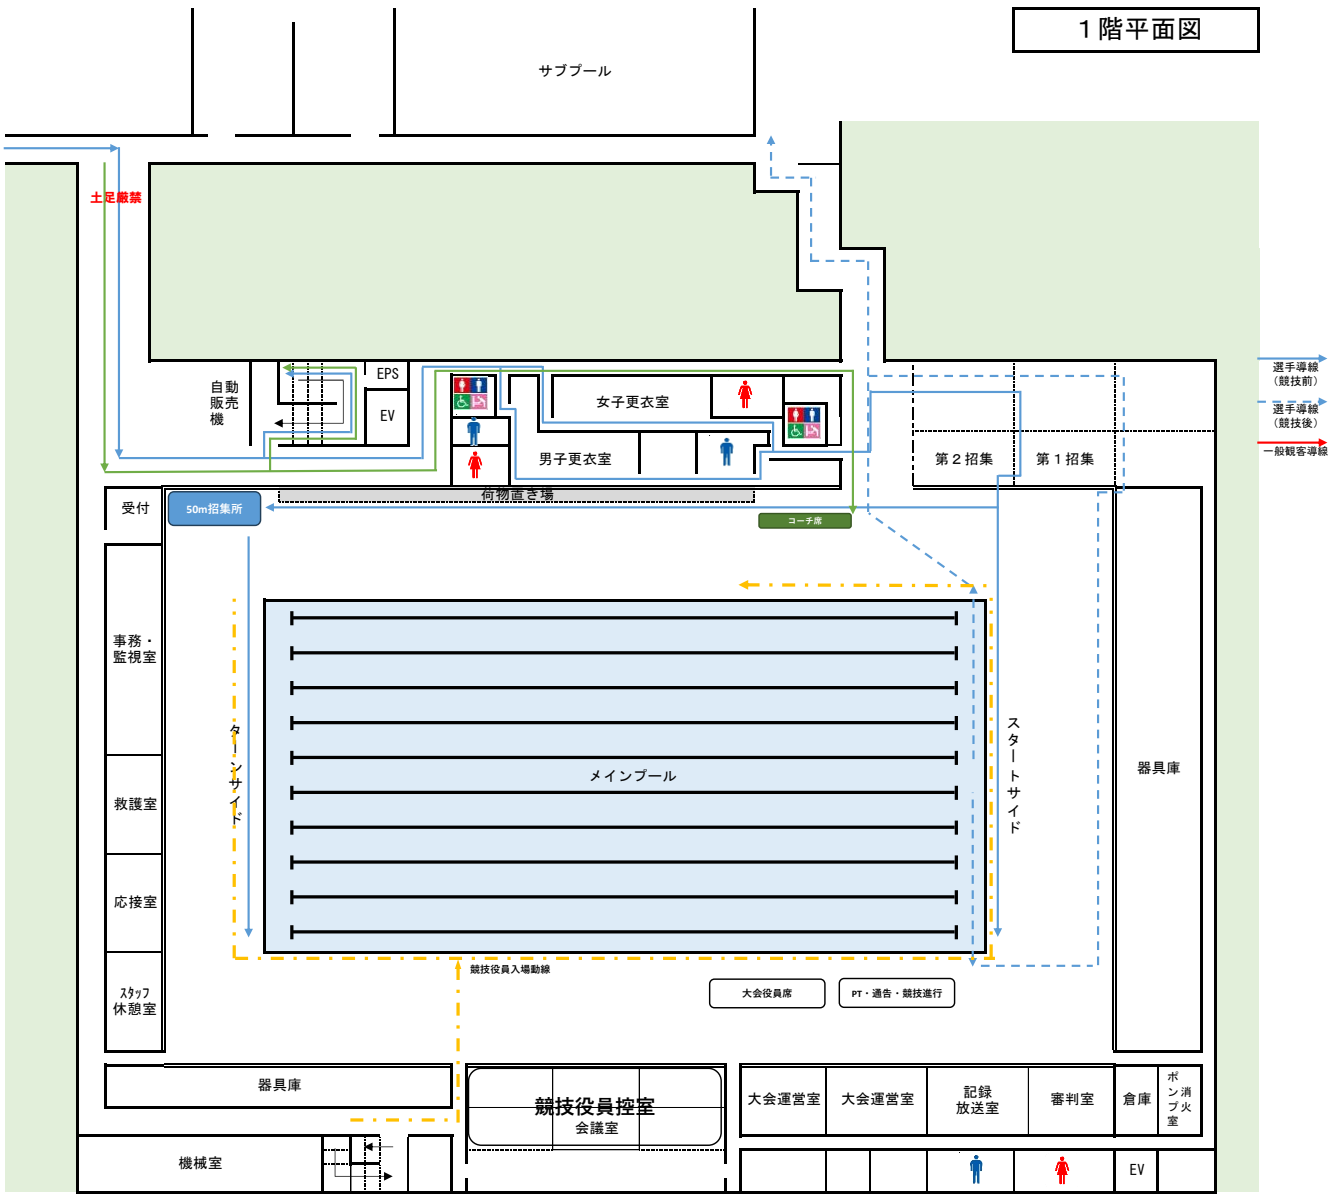 1階平面図
サブプール
土足厳禁
選手導線
（競技前）
選手導線
（競技後）
一般観客導線
自動
販売
機
EPS
EV
女子更衣室
男子更衣室
第２招集
第１招集
荷物置き場
受付
50m招集所
コーチ席
事務・
監視室
救護室
応接室
ｽﾀｯﾌ
休憩室
ターンサイド
メインプール
スタートサイド
器具庫
競技役員入場動線
大会役員席
PT・通告・競技進行
器具庫
競技役員控室
会議室
大会運営室
大会運営室
記録
放送室
審判室
倉庫
消火
ポンプ室
機械室
EV